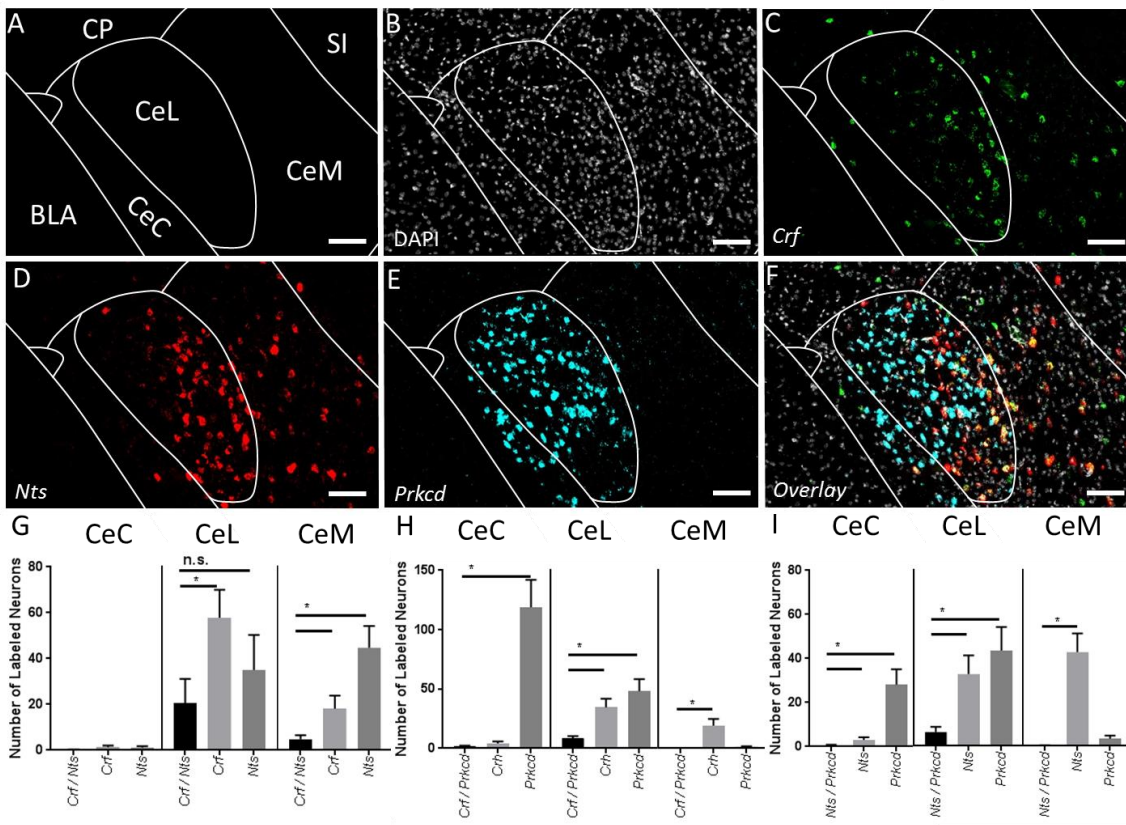 A
CP
SI
CeL
CeM
BLA
CeC
B
DAPI
C
Crf
D
Nts
E
Prkcd
F
Overlay
G
CeC
CeL
CeM
Number of Labeled Neurons
80
60
40
20
0
n.s.
*
*
Crf / Nts
Crf
Nts
Crf / Nts
Crf
Nts
Crf / Nts
Crf
Nts
H
CeC
CeL
CeM
Number of Labeled Neurons
150
100
50
0
*
*
*
Crf / Prkcd
Crh
Prkcd
Crf / Prkcd
Crh
Prkcd
Crf / Prkcd
Crh
Prkcd
I
CeC
CeL
CeM
Number of Labeled Neurons
80
60
40
20
0
*
*
*
Nts / Prkcd
Nts
Prkcd
Nts / Prkcd
Nts
Prkcd
Nts / Prkcd
Nts
Prkcd